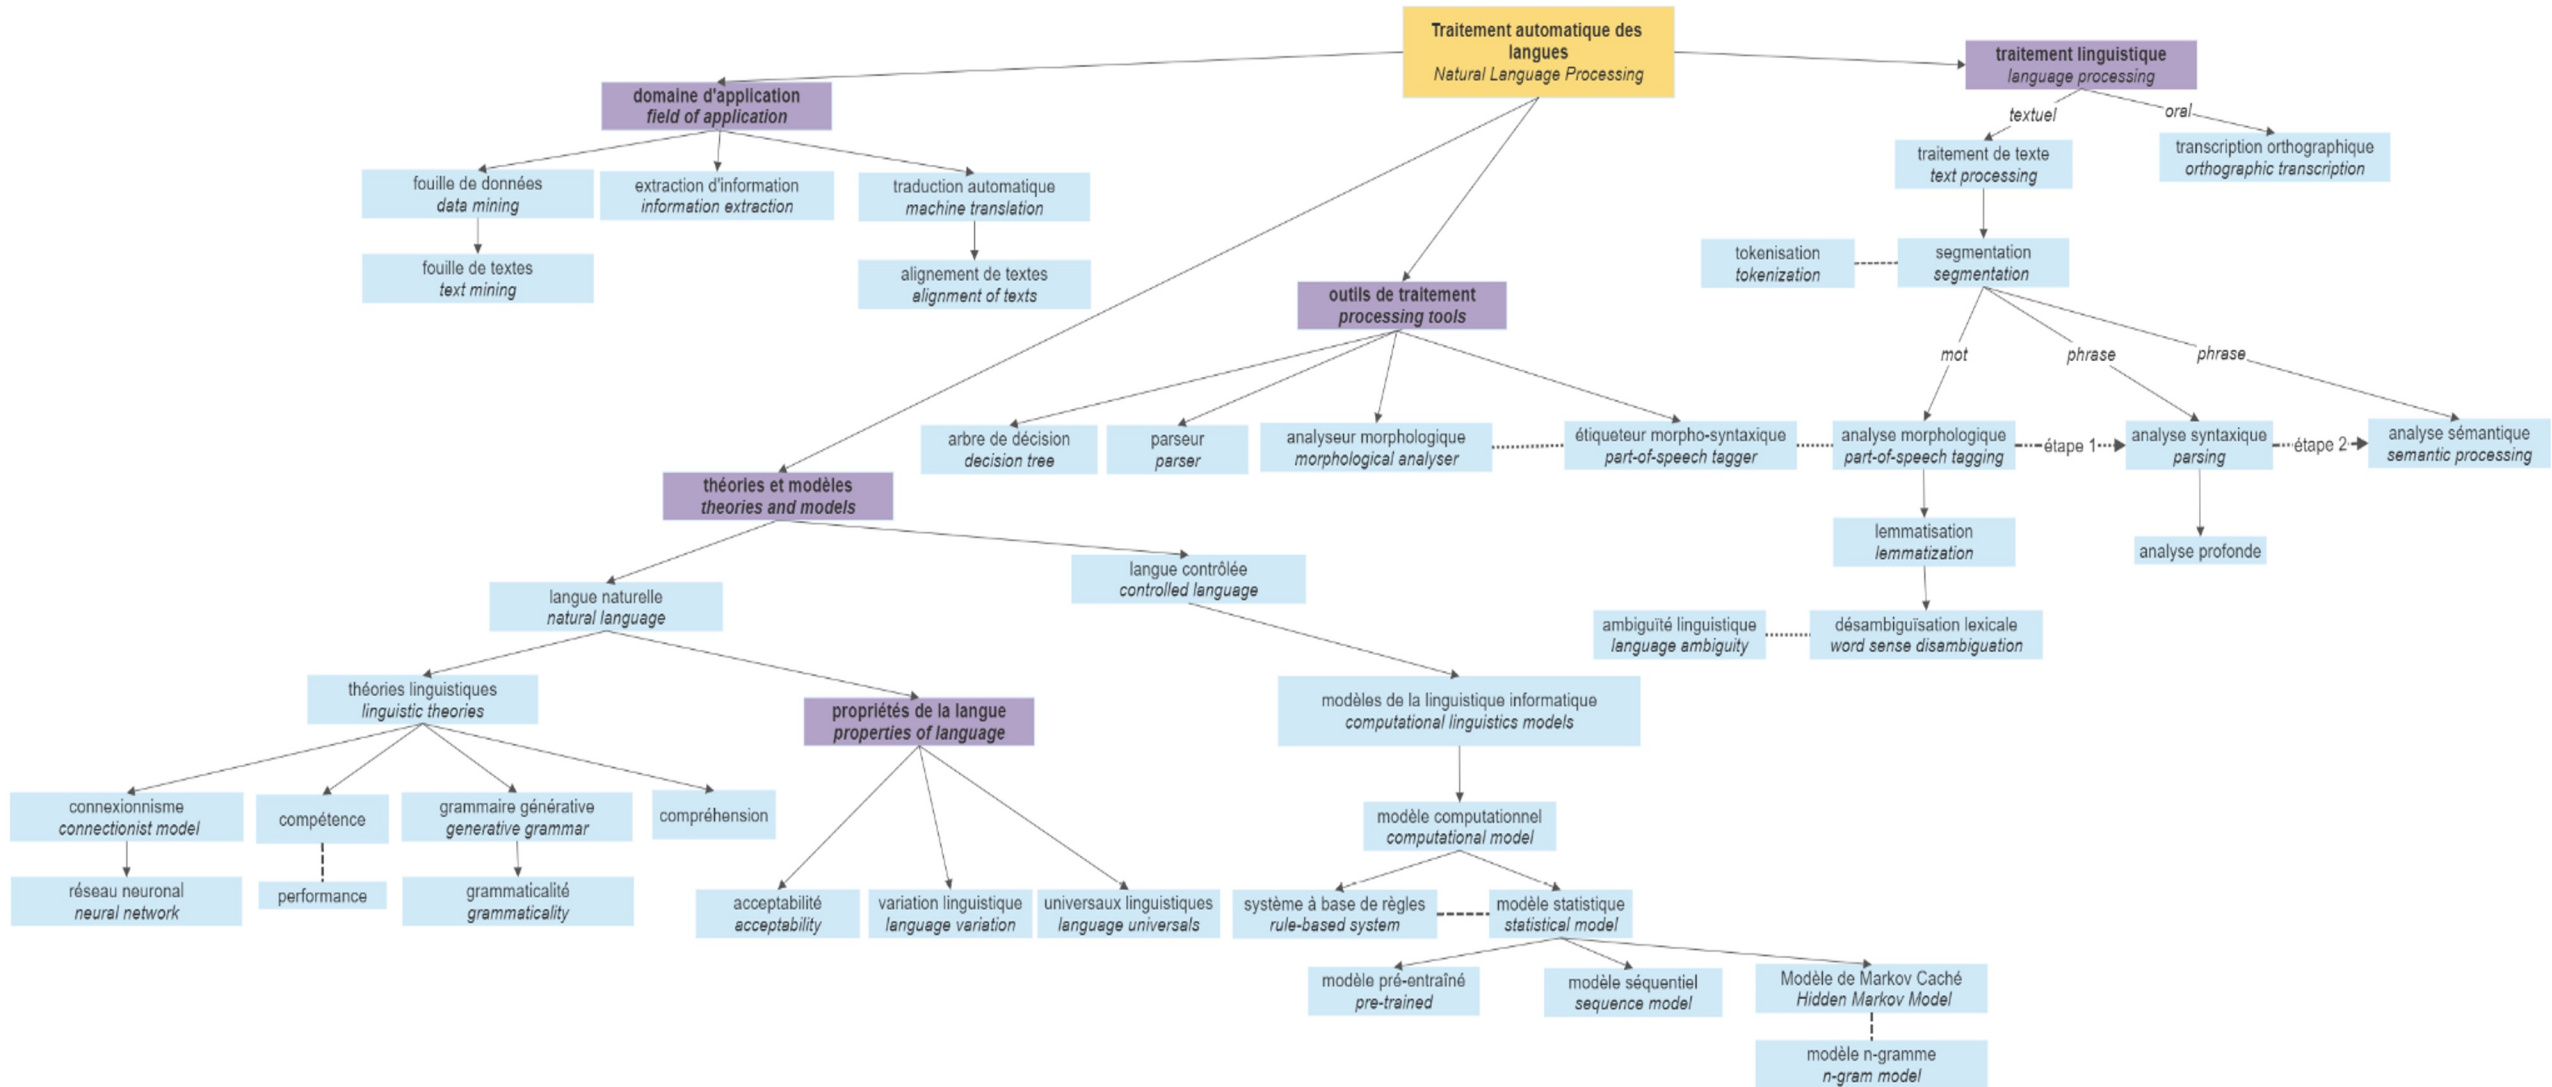 Traitement automatique des
langues
Natural Language Processing
traitement linguistique
language processing
domaine d'application
field of application
textuel
oral
transcription orthographique
orthographic transcription
traitement de texte
text processing
fouille de données
data mining
extraction d'information
information extraction
traduction automatique
machine translation
tokenisation
tokenization
segmentation
segmentation
fouille de textes
text mining
alignement de textes
alignment of texts
outils de traitement
processing tools
mot
phrase
phrase
arbre de décision
decision tree
parseur
parser
analyseur morphologique
morphological analyser
étiqueteur morpho-syntaxique
part-of-speech tagger
analyse morphologique
part-of-speech tagging
étape 1
analyse syntaxique
parsing
étape 2
analyse sémantique
semantic processing
théories et modèles
theories and models
lemmatisation
lemmatization
analyse profonde
langue contrôlée
controlled language
langue naturelle
natural language
ambiguïté linguistique
language ambiguity
désambiguïsation lexicale
word sense disambiguation
théories linguistiques
linguistic theories
propriétés de la langue
properties of language
modèles de la linguistique informatique
computational linguistics models
connexionnisme
connectionist model
compétence
grammaire générative
generative grammar
compréhension
modèle computationnel
computational model
réseau neuronal
neural network
performance
grammaticalité
grammaticality
acceptabilité
acceptability
variation linguistique
language variation
universaux linguistiques
language universals
système à base de règles
rule-based system
modèle statistique
statistical model
modèle pré-entraîné
pre-trained
modèle séquentiel
sequence model
Modèle de Markov Caché
Hidden Markov Model
modèle n-gramme
n-gram model